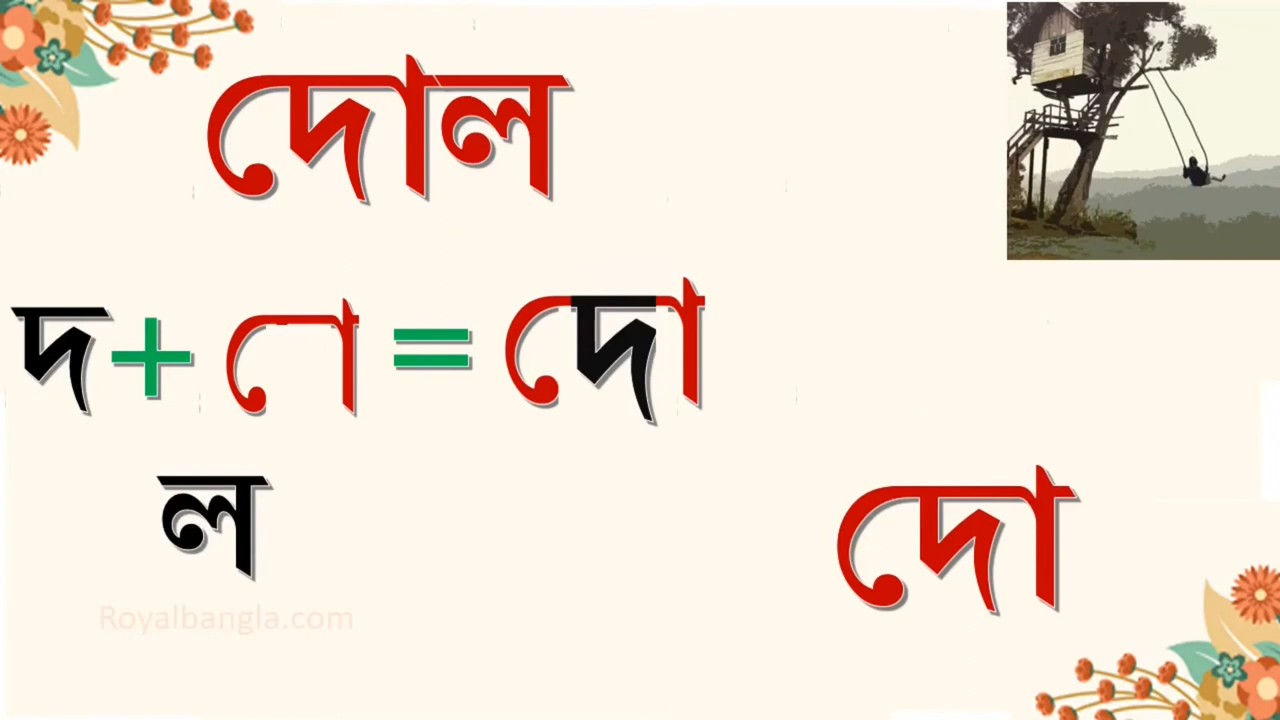 দোল
দ + ো = দো
ল
দো
Royalbangla.com